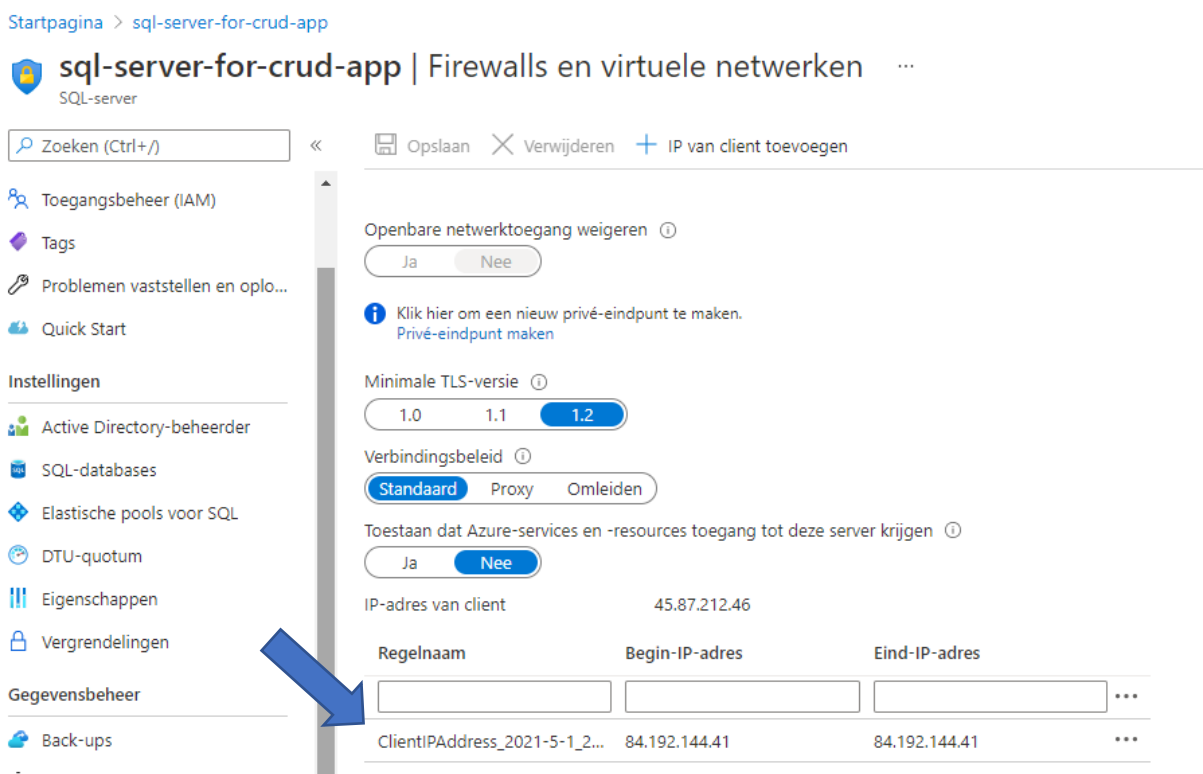 Startpagina > sql-server-for-crud-app
sql-server-for-crud-app | Firewalls en virtuele netwerken ...
SQL-server
Zoeken (Ctrl+/)
«
Opslaan
Verwijderen
IP van client toevoegen
Toegangsbeheer (IAM)
Tags
Problemen vaststellen en oplo...
Quick Start
Instellingen
Active Directory-beheerder
SQL-databases
Elastische pools voor SQL
DTU-quotum
Eigenschappen
Vergrendelingen
Gegevensbeheer
Back-ups
Openbare netwerktoegang weigeren
Ja Nee
Klik hier om een nieuw privé-eindpunt te maken.
Privé-eindpunt maken
Minimale TLS-versie
1.0 1.1 1.2
Verbindingsbeleid
Standaard Proxy Omleiden
Toestaan dat Azure-services en -resources toegang tot deze server krijgen
Ja Nee
IP-adres van client 45.87.212.46
Regelnaam Begin-IP-adres Eind-IP-adres
ClientIPAddress_2021-5-1_2... 84.192.144.41 84.192.144.41